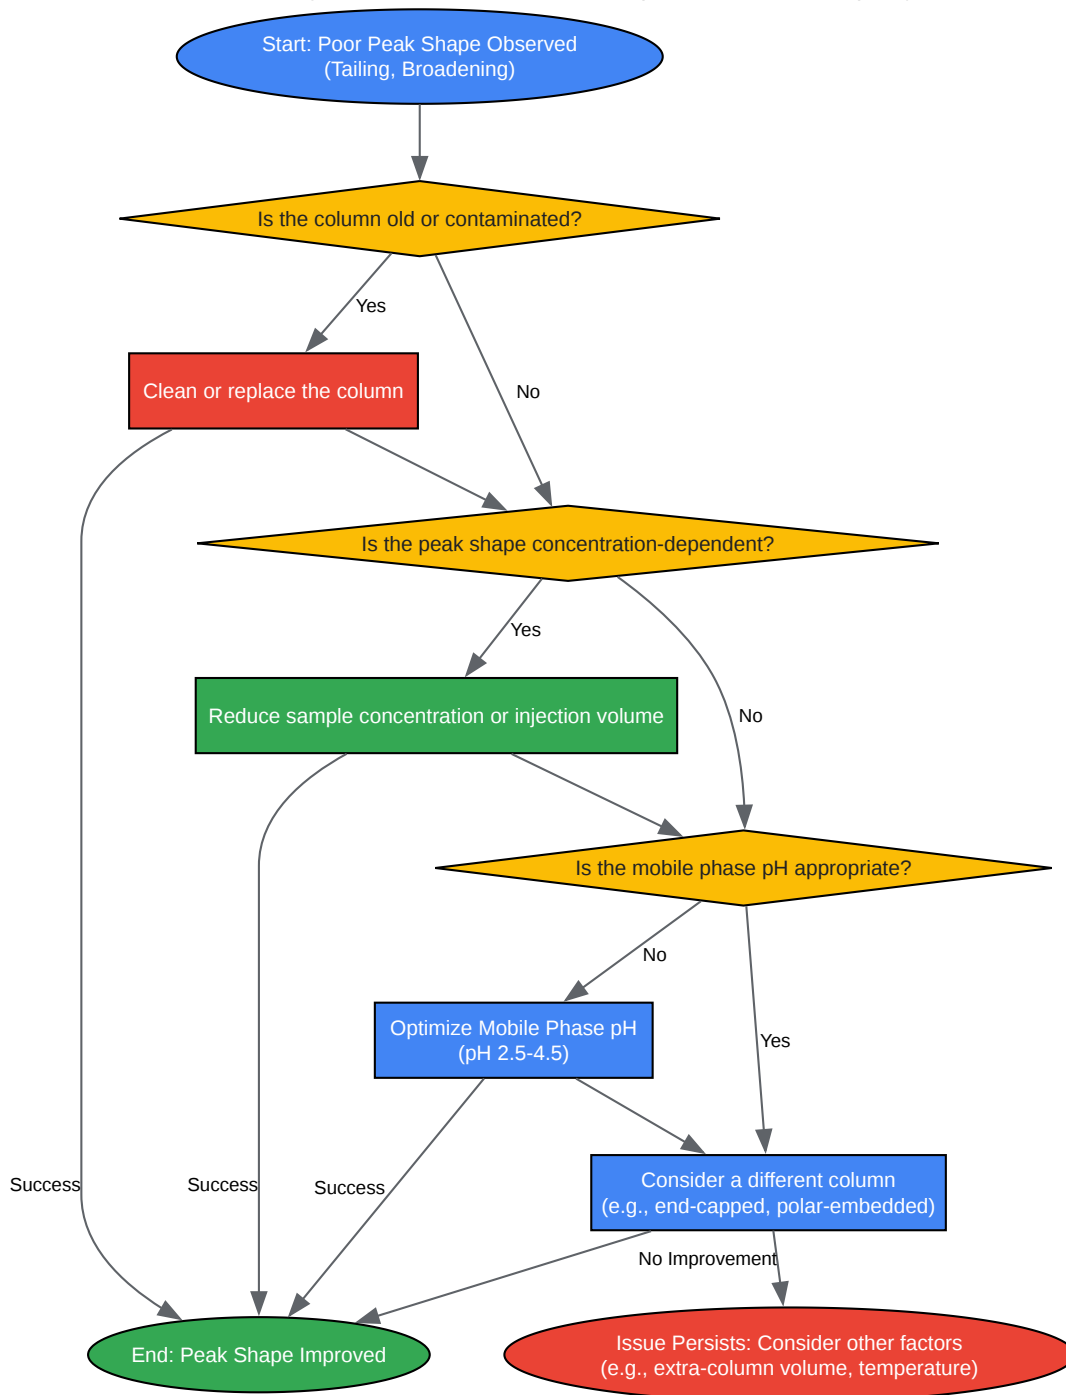 Start: Poor Peak Shape Observed
(Tailing, Broadening)
Is the column old or contaminated?
Yes
Clean or replace the column
No
Is the peak shape concentration-dependent?
Yes
Reduce sample concentration or injection volume
No
Is the mobile phase pH appropriate?
No
Optimize Mobile Phase pH
(pH 2.5-4.5)
Yes
Consider a different column
(e.g., end-capped, polar-embedded)
Success
Success
Success
No Improvement
End: Peak Shape Improved
Issue Persists: Consider other factors
(e.g., extra-column volume, temperature)